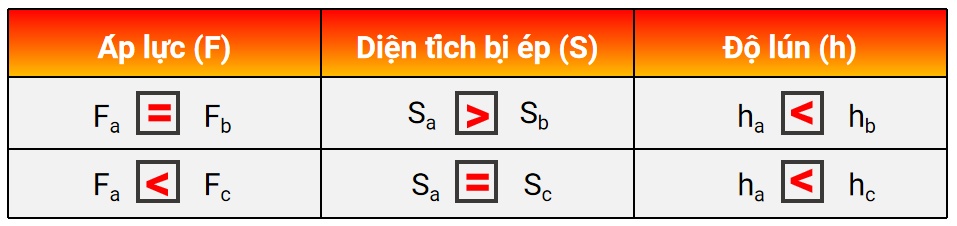 Áp lực (F) Diện tích bị ép (S) Độ lún (h)
Fa = Fb Sa > Sb ha < hb
Fa < Fc Sa = Sc ha < hc